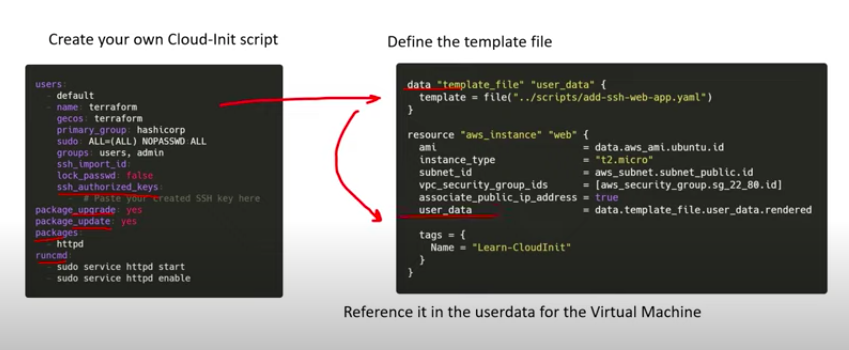 Create your own Cloud-Init script
users:
- default
- name: terraform
gecos: terraform
primary_group: hashicorp
sudo: ALL=(ALL) NOPASSWD:ALL
groups: users, admin
ssh_import_id:
lock_passwd: false
ssh_authorized_keys:
- # Paste your created SSH key here
package_upgrade: yes
package_update: yes
packages:
- httpd
runcmd:
- sudo service httpd start
- sudo service httpd enable
Define the template file
data "template_file" "user_data" {
template = file("../scripts/add-ssh-web-app.yaml")
}
resource "aws_instance" "web" {
ami = data.aws_ami.ubuntu.id
instance_type = "t2.micro"
subnet_id = aws_subnet.subnet_public.id
vpc_security_group_ids = [aws_security_group.sg_22_80.id]
associate_public_ip_address = true
user_data = data.template_file.user_data.rendered
tags = {
Name = "Learn-CloudInit"
}
}
Reference it in the userdata for the Virtual Machine